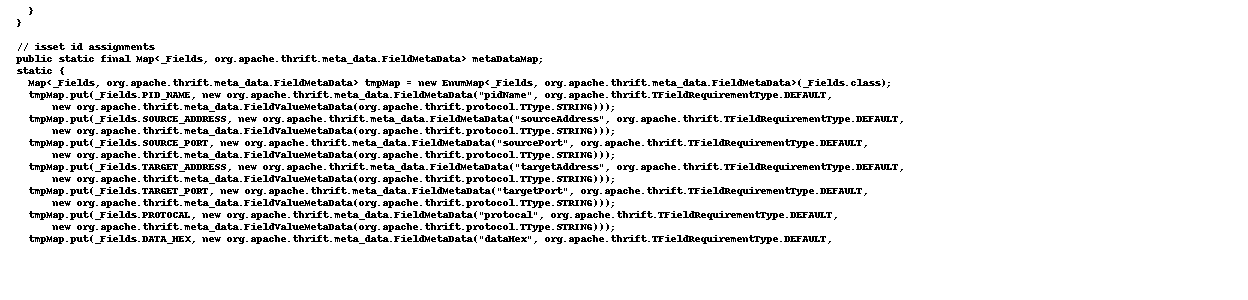 }
}
// isset id assignments
public static final Map<_Fields, org.apache.thrift.meta_data.FieldMetaData> metaDataMap;
static {
Map<_Fields, org.apache.thrift.meta_data.FieldMetaData> tmpMap = new EnumMap<_Fields, org.apache.thrift.meta_data.FieldMetaData>(_Fields.class);
tmpMap.put(_Fields.PID_NAME, new org.apache.thrift.meta_data.FieldMetaData("pidName", org.apache.thrift.TFieldRequirementType.DEFAULT,
new org.apache.thrift.meta_data.FieldValueMetaData(org.apache.thrift.protocol.TType.STRING)));
tmpMap.put(_Fields.SOURCE_ADDRESS, new org.apache.thrift.meta_data.FieldMetaData("sourceAddress", org.apache.thrift.TFieldRequirementType.DEFAULT,
new org.apache.thrift.meta_data.FieldValueMetaData(org.apache.thrift.protocol.TType.STRING)));
tmpMap.put(_Fields.SOURCE_PORT, new org.apache.thrift.meta_data.FieldMetaData("sourcePort", org.apache.thrift.TFieldRequirementType.DEFAULT,
new org.apache.thrift.meta_data.FieldValueMetaData(org.apache.thrift.protocol.TType.STRING)));
tmpMap.put(_Fields.TARGET_ADDRESS, new org.apache.thrift.meta_data.FieldMetaData("targetAddress", org.apache.thrift.TFieldRequirementType.DEFAULT,
new org.apache.thrift.meta_data.FieldValueMetaData(org.apache.thrift.protocol.TType.STRING)));
tmpMap.put(_Fields.TARGET_PORT, new org.apache.thrift.meta_data.FieldMetaData("targetPort", org.apache.thrift.TFieldRequirementType.DEFAULT,
new org.apache.thrift.meta_data.FieldValueMetaData(org.apache.thrift.protocol.TType.STRING)));
tmpMap.put(_Fields.PROTOCAL, new org.apache.thrift.meta_data.FieldMetaData("protocal", org.apache.thrift.TFieldRequirementType.DEFAULT,
new org.apache.thrift.meta_data.FieldValueMetaData(org.apache.thrift.protocol.TType.STRING)));
tmpMap.put(_Fields.DATA_HEX, new org.apache.thrift.meta_data.FieldMetaData("dataHex", org.apache.thrift.TFieldRequirementType.DEFAULT,